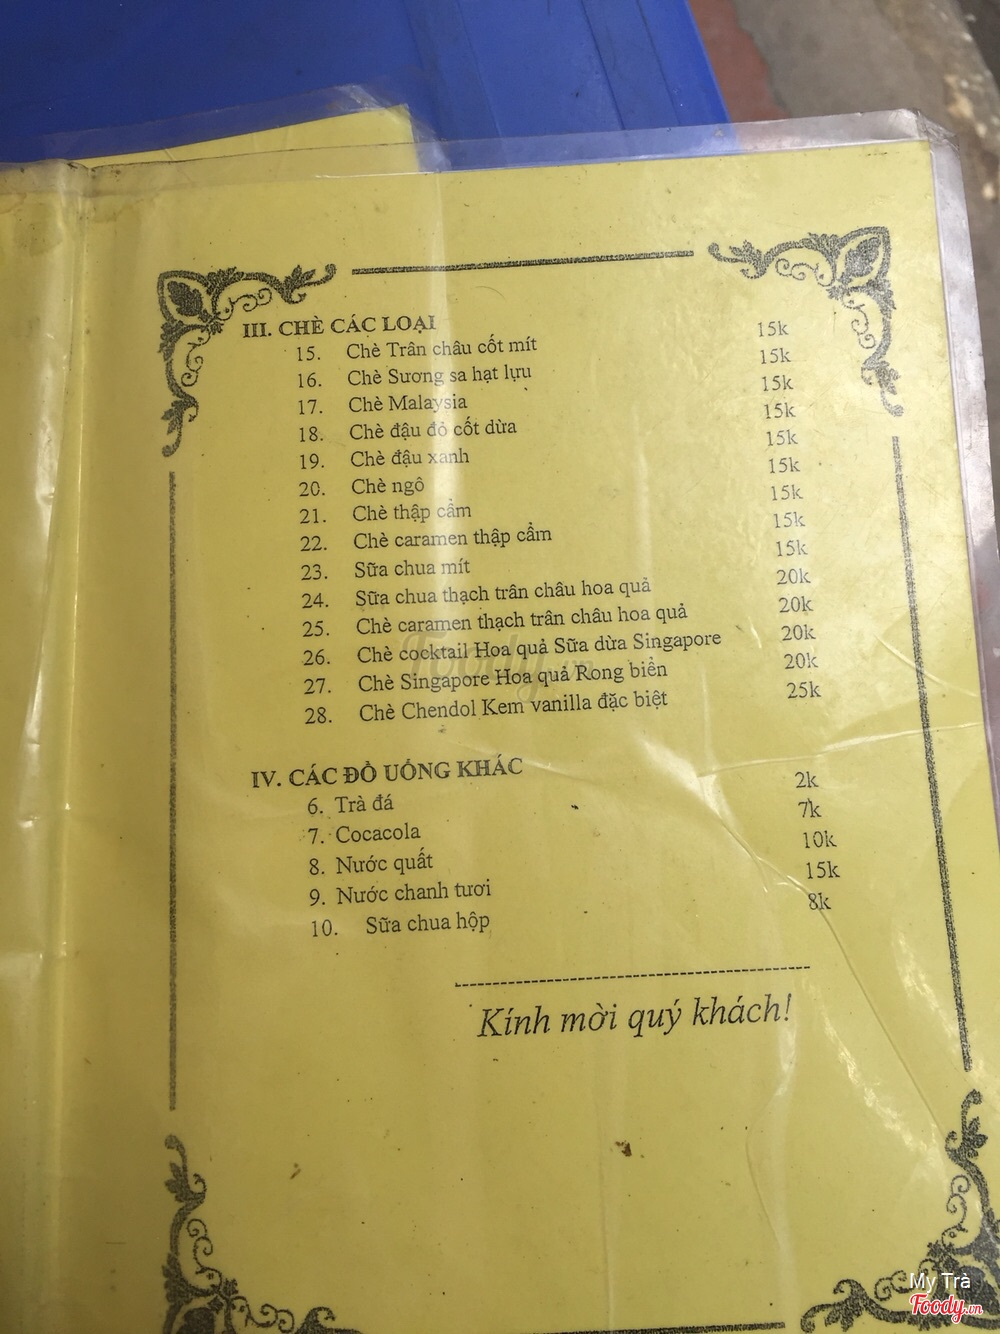 III. CHÈ CÁC LOẠI
15. Chè Trân châu cốt mít 15k
16. Chè Sương sa hạt lựu 15k
17. Chè Malaysia 15k
18. Chè đậu đỏ cốt dừa 15k
19. Chè đậu xanh 15k
20. Chè ngô 15k
21. Chè thập cẩm 15k
22. Chè caramen thập cẩm 15k
23. Sữa chua mít 15k
24. Sữa chua thạch trân châu hoa quả 20k
25. Chè caramen thạch trân châu hoa quả 20k
26. Chè cocktail Hoa quả Sữa dừa Singapore 20k
27. Chè Singapore Hoa quả Rong biển 20k
28. Chè Chendol Kem vanilla đặc biệt 25k
IV. CÁC ĐỒ UỐNG KHÁC
6. Trà đá 2k
7. Cocacola 7k
8. Nước quất 10k
9. Nước chanh tươi 15k
10. Sữa chua hộp 8k
Kính mời quý khách!
Foody.vn
My Trà
Foody.vn